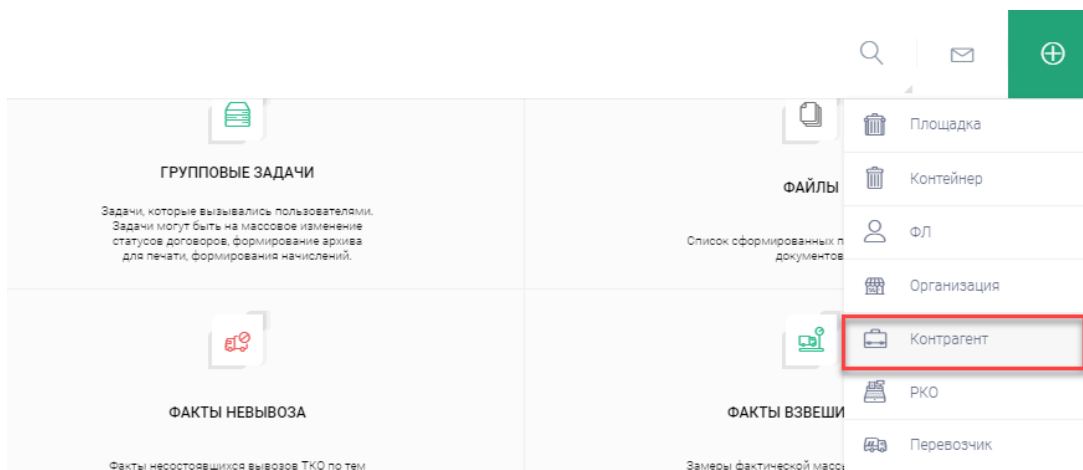 ГРУППОВЫЕ ЗАДАЧИ
Задачи, которые вызывались пользователями.
Задачи могут быть на массовое изменение
статусов договоров, формирование архива
для печати, формирования начислений.
ФАЙЛЫ
Список сформированных п
документов
ФАКТЫ НЕВЫВОЗА
Факты несостоявшихся вывозов ТКО по тем
ФАКТЫ ВЗВЕШИ
Замеры фактической массы
Площадка
Контейнер
ФЛ
Организация
Контрагент
РКО
Перевозчик